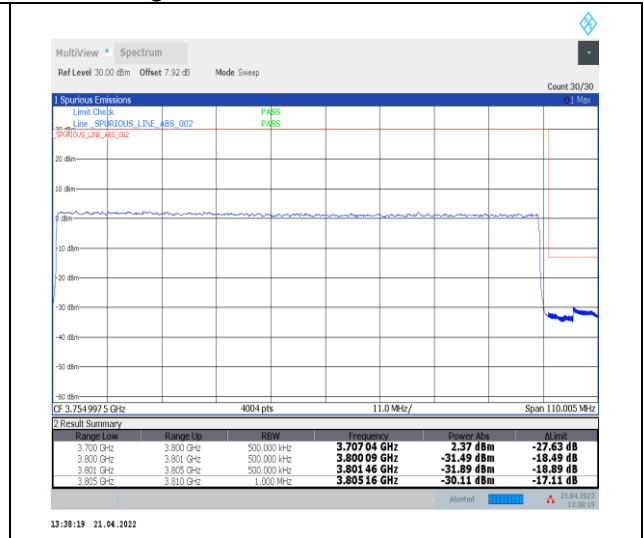 MultiView Spectrum
Ref Level 30.00 dBm Offset 7.92 dB Mode Sweep
Count 30/30
1 Spurious Emissions 1 Max
Limit Check PASS
Line _SPURIOUS_LINE_ABS_002 PASS
30 dBm
_SPURIOUS_LINE_ABS_002
20 dBm
10 dBm
0 dBm
-10 dBm
-20 dBm
-30 dBm
-40 dBm
-50 dBm
-60 dBm
CF 3.754 997 5 GHz 4004 pts 11.0 MHz/ Span 110.005 MHz
2 Result Summary
Range Low Range Up RBW Frequency Power Abs ΔLimit
3.700 GHz 3.800 GHz 500.000 kHz 3.707 04 GHz 2.37 dBm -27.63 dB
3.800 GHz 3.801 GHz 500.000 kHz 3.800 09 GHz -31.49 dBm -18.49 dB
3.801 GHz 3.805 GHz 500.000 kHz 3.801 46 GHz -31.89 dBm -18.89 dB
3.805 GHz 3.810 GHz 1.000 MHz 3.805 16 GHz -30.11 dBm -17.11 dB
Aborted 21.04.2022
13:38:19
13:38:19 21.04.2022